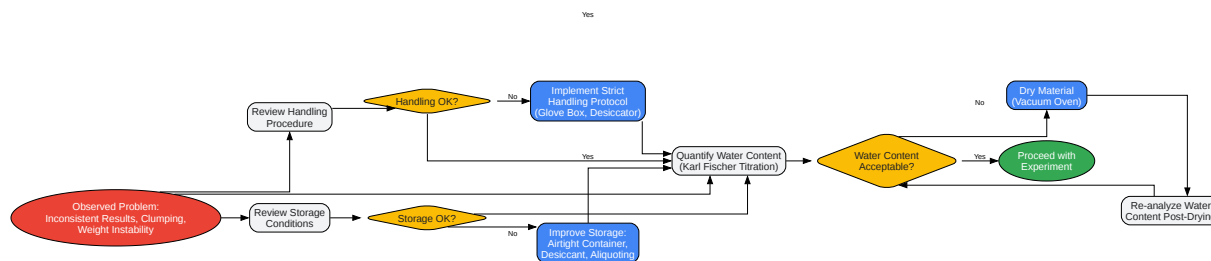 Yes
Observed Problem:
Inconsistent Results, Clumping,
Weight Instability
Review Handling
Procedure
Review Storage
Conditions
Handling OK?
Storage OK?
No
Implement Strict
Handling Protocol
(Glove Box, Desiccator)
Yes
No
Improve Storage:
Airtight Container,
Desiccant, Aliquoting
Quantify Water Content
(Karl Fischer Titration)
Water Content
Acceptable?
No
Yes
Dry Material
(Vacuum Oven)
Proceed with
Experiment
Re-analyze Water
Content Post-Drying